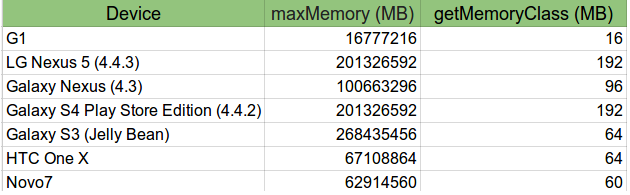 Device maxMemory (MB) getMemoryClass (MB)
G1 16777216 16
LG Nexus 5 (4.4.3) 201326592 192
Galaxy Nexus (4.3) 100663296 96
Galaxy S4 Play Store Edition (4.4.2) 201326592 192
Galaxy S3 (Jelly Bean) 268435456 64
HTC One X 67108864 64
Novo7 62914560 60